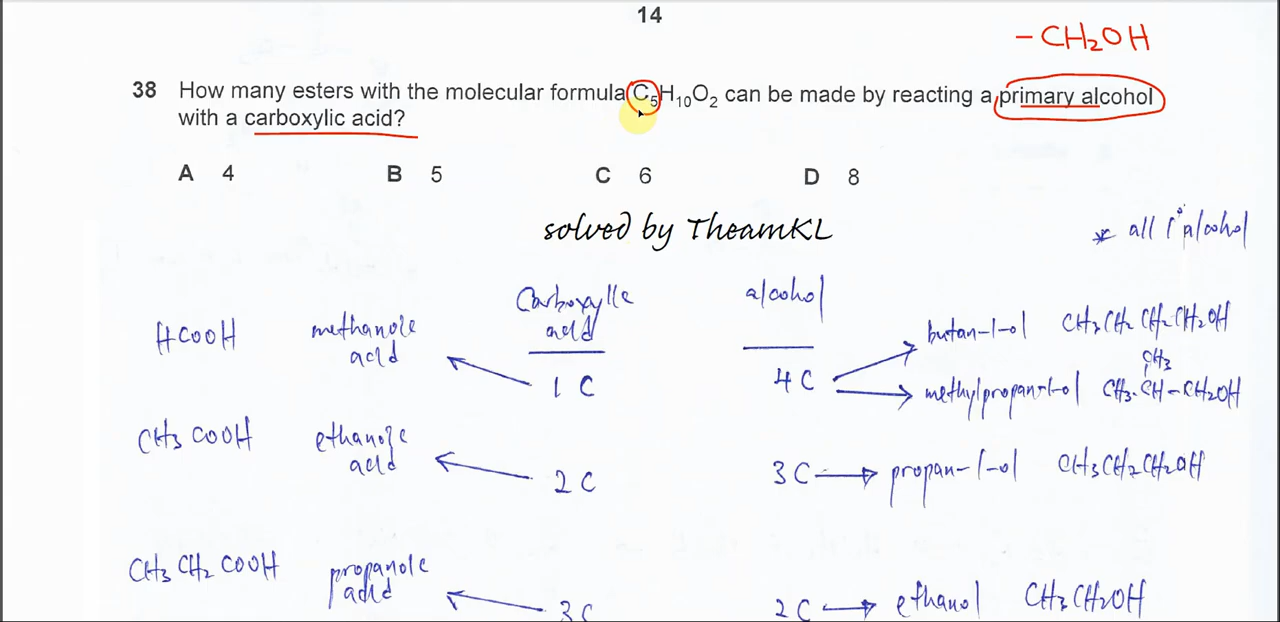 14
– CH₂OH
38 How many esters with the molecular formula C₅H₁₀O₂ can be made by reacting a primary alcohol
with a carboxylic acid?
A 4 B 5 C 6 D 8
solved by TheamKL
* all 1° alcohol
Carboxylic acid
alcohol
HCOOH methanoic acid
1 C
4 C
butan-1-ol CH₃CH₂CH₂CH₂OH
CH₃
methylpropan-1-ol CH₃-CH-CH₂OH
CH₃COOH ethanoic acid
2 C
3 C
propan-1-ol CH₃CH₂CH₂OH
CH₃CH₂COOH propanoic acid
3 C
2 C
ethanol CH₃CH₂OH